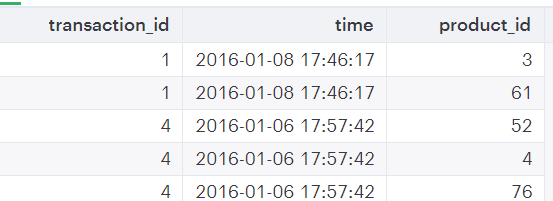 transaction_id time product_id
1 2016-01-08 17:46:17 3
1 2016-01-08 17:46:17 61
4 2016-01-06 17:57:42 52
4 2016-01-06 17:57:42 4
4 2016-01-06 17:57:42 76